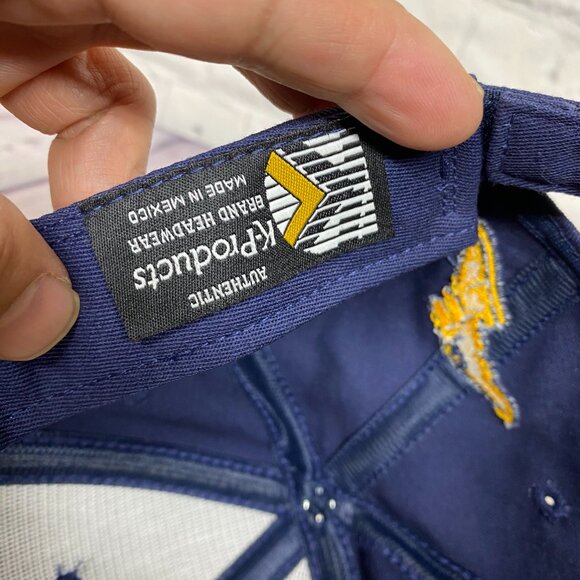 AUTHENTIC
K-Products
BRAND HEADWEAR
MADE IN MEXICO